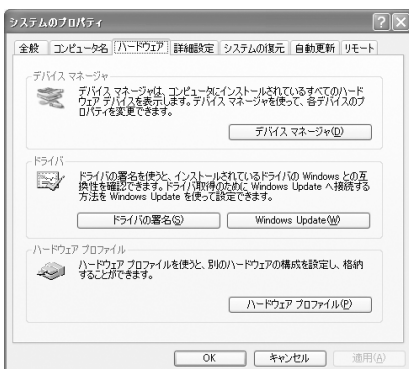 システムのプロパティ
全般 コンピュータ名 ハードウェア 詳細設定 システムの復元 自動更新 リモート
デバイス マネージャ
デバイス マネージャは、コンピュータにインストールされているすべてのハード
ウェア デバイスを表示します。デバイス マネージャを使って、各デバイスのプ
ロパティを変更できます。
デバイス マネージャ(D)
ドライバ
ドライバの署名を使うと、インストールされているドライバの Windows との互
換性を確認できます。ドライバ取得のために Windows Update へ接続する
方法を Windows Update を使って設定できます。
ドライバの署名(S) Windows Update(W)
ハードウェア プロファイル
ハードウェア プロファイルを使うと、別のハードウェアの構成を設定し、格納
することができます。
ハードウェア プロファイル(P)
OK キャンセル 適用(A)